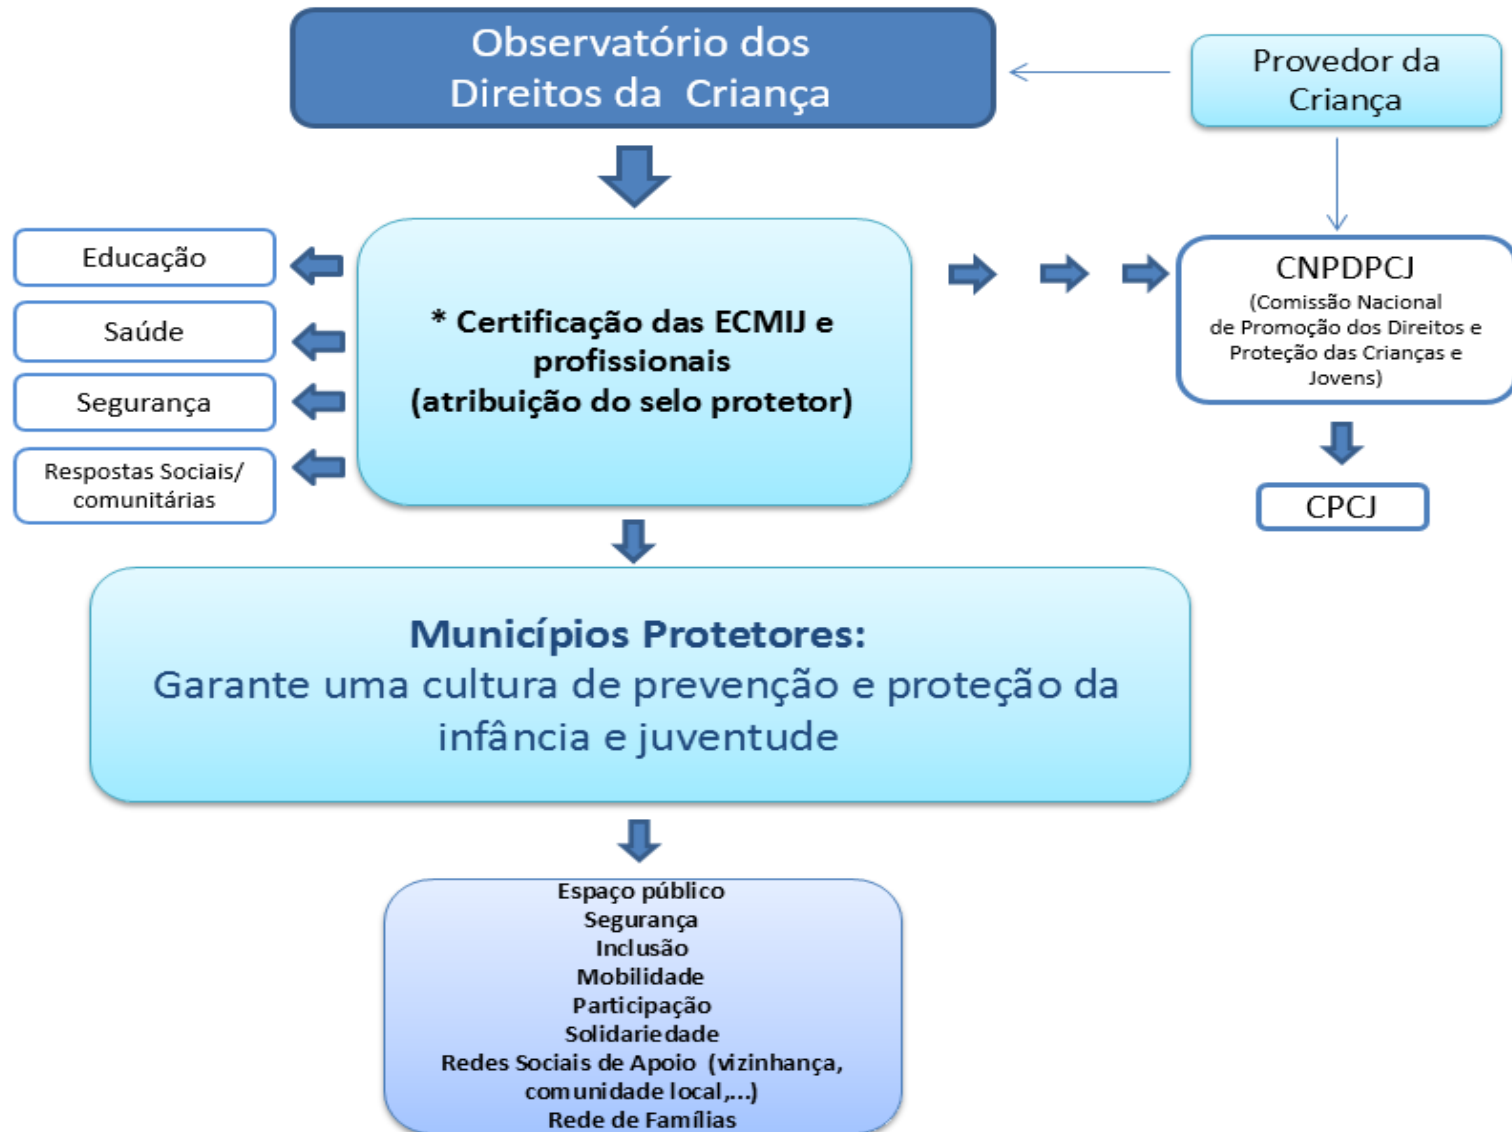 Observatório dos
Direitos da Criança
Provedor da
Criança
Educação
Saúde
Segurança
Respostas Sociais/
comunitárias
* Certificação das ECMIJ e
profissionais
(atribuição do selo protetor)
CNPDPCJ
(Comissão Nacional
de Promoção dos Direitos e
Proteção das Crianças e
Jovens)
CPCJ
Municípios Protetores:
Garante uma cultura de prevenção e proteção da
infância e juventude
Espaço público
Segurança
Inclusão
Mobilidade
Participação
Solidariedade
Redes Sociais de Apoio (vizinhança,
comunidade local,...)
Rede de Famílias